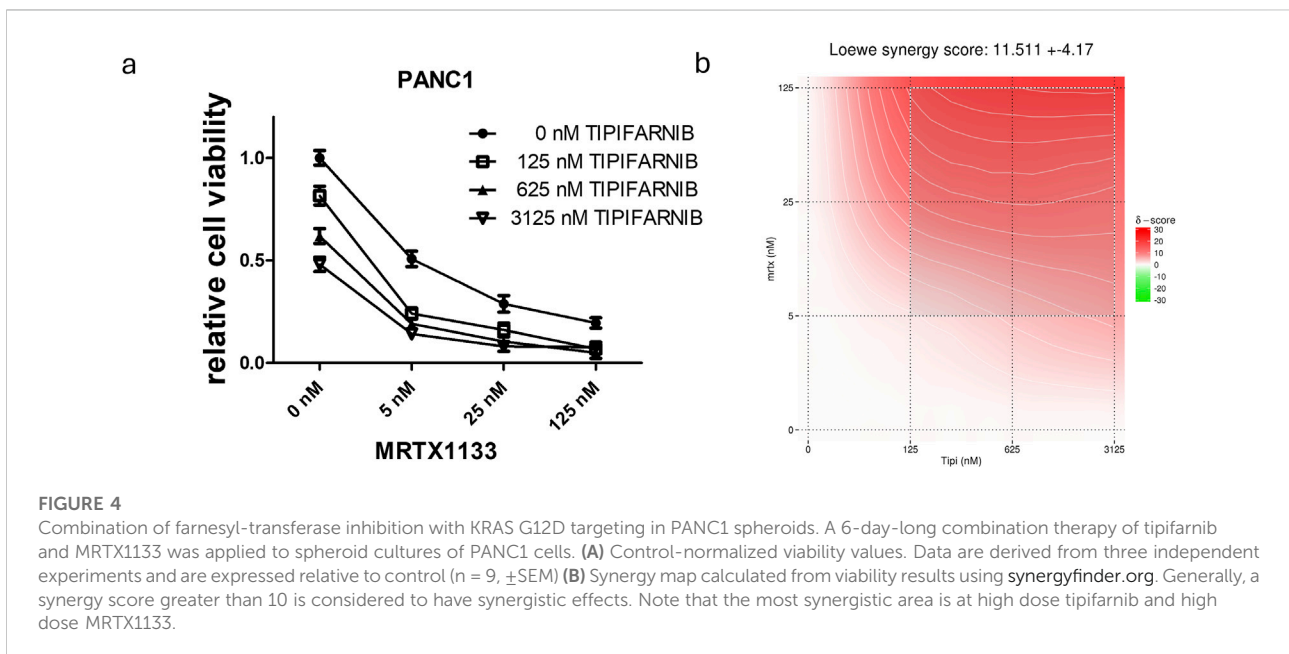 a
PANC1
relative cell viability
1.0
0.5
0.0
0 nM TIPIFARNIB
125 nM TIPIFARNIB
625 nM TIPIFARNIB
3125 nM TIPIFARNIB
0 nM
5 nM
25 nM
125 nM
MRTX1133
b
Loewe synergy score: 11.511 +-4.17
mrtx (nM)
125
25
5
0
0
125
625
3125
Tipi (nM)
δ-score
30
20
10
0
-10
-20
-30
FIGURE 4
Combination of farnesyl-transferase inhibition with KRAS G12D targeting in PANC1 spheroids. A 6-day-long combination therapy of tipifarnib
and MRTX1133 was applied to spheroid cultures of PANC1 cells. (A) Control-normalized viability values. Data are derived from three independent
experiments and are expressed relative to control (n = 9, ±SEM) (B) Synergy map calculated from viability results using synergyfinder.org. Generally, a
synergy score greater than 10 is considered to have synergistic effects. Note that the most synergistic area is at high dose tipifarnib and high
dose MRTX1133.